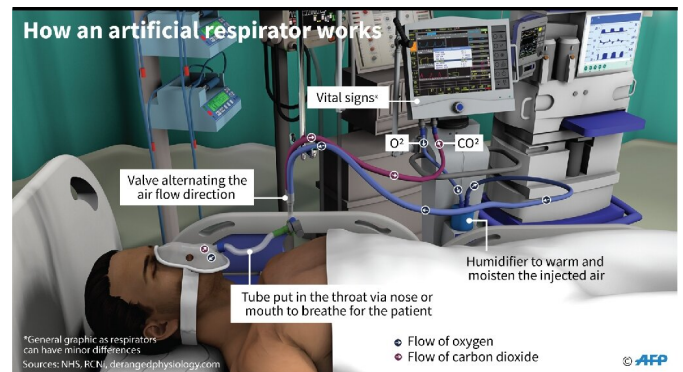 How an artificial respirator works
Vital signs*
O²
CO²
Valve alternating the
air flow direction
Humidifier to warm and
moisten the injected air
Tube put in the throat via nose or
mouth to breathe for the patient
*General graphic as respirators
can have minor differences
Sources: NHS, RCNi, derangedphysiology.com
Flow of oxygen
Flow of carbon dioxide
© AFP